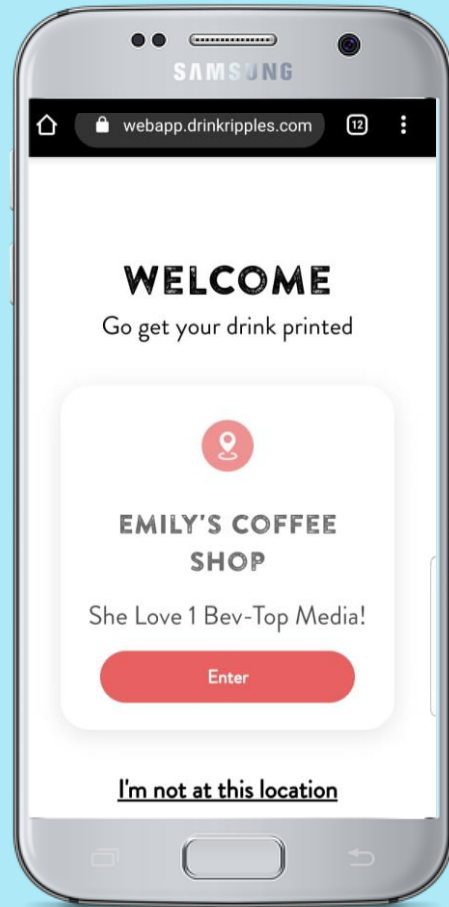 SAMSUNG
webapp.drinkripples.com
12
WELCOME
Go get your drink printed
EMILY'S COFFEE
SHOP
She Love 1 Bev-Top Media!
Enter
I'm not at this location